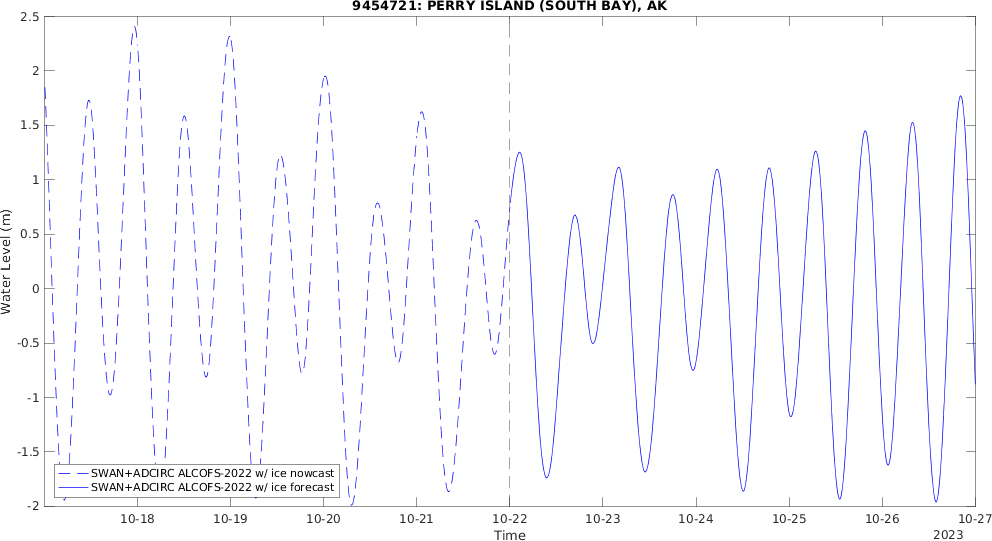 9454721: PERRY ISLAND (SOUTH BAY), AK
2.5
2
1.5
1
0.5
0
-0.5
-1
-1.5
-2
Water Level (m)
SWAN+ADCIRC ALCOFS-2022 w/ ice nowcast
SWAN+ADCIRC ALCOFS-2022 w/ ice forecast
10-18 10-19 10-20 10-21 10-22 10-23 10-24 10-25 10-26 10-27
Time
2023